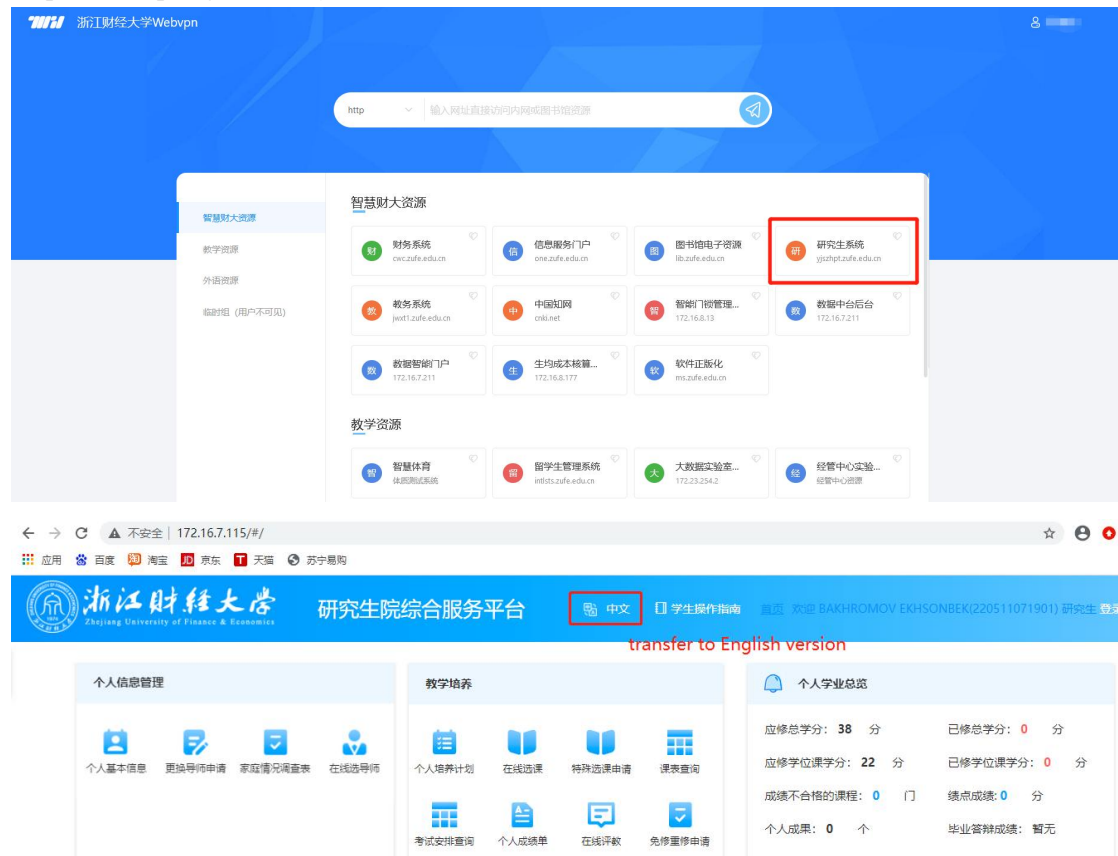 浙江财经大学Webvpn
http
输入网址直接访问内网或图书馆资源
智慧财大资源
教学资源
外语资源
临时组（用户不可见）
智慧财大资源
财 财务系统
cwc.zufe.edu.cn
信 信息服务门户
one.zufe.edu.cn
图 图书馆电子资源
lib.zufe.edu.cn
研 研究生系统
yjszhpt.zufe.edu.cn
教 教务系统
jwxt1.zufe.edu.cn
中 中国知网
cnki.net
智 智能门锁管理...
172.16.8.13
数 数据中台后台
172.16.7.211
数 数据智能门户
172.16.7.211
生 生均成本核算...
172.16.8.177
软 软件正版化
ms.zufe.edu.cn
教学资源
智 智慧体育
体质测试系统
留 留学生管理系统
intlsts.zufe.edu.cn
大 大数据实验室...
172.23.254.2
经 经管中心实验...
经管中心资源
不安全 | 172.16.7.115/#/
应用 百度 淘宝 京东 天猫 苏宁易购
浙江财经大学
Zhejiang University of Finance & Economics
研究生院综合服务平台
中文
学生操作指南
首页 欢迎 BAKHROMOV EKHSONBEK(220511071901) 研究生 登录
transfer to English version
个人信息管理
个人基本信息 更换导师申请 家庭情况调查表 在线选导师
教学培养
个人培养计划 在线选课 特殊选课申请 课表查询
考试安排查询 个人成绩单 在线评教 免修重修申请
个人学业总览
应修总学分： 38 分 已修总学分： 0 分
应修学位课学分： 22 分 已修学位课学分： 0 分
成绩不合格的课程： 0 门 绩点成绩: 0 分
个人成果： 0 个 毕业答辩成绩： 暂无